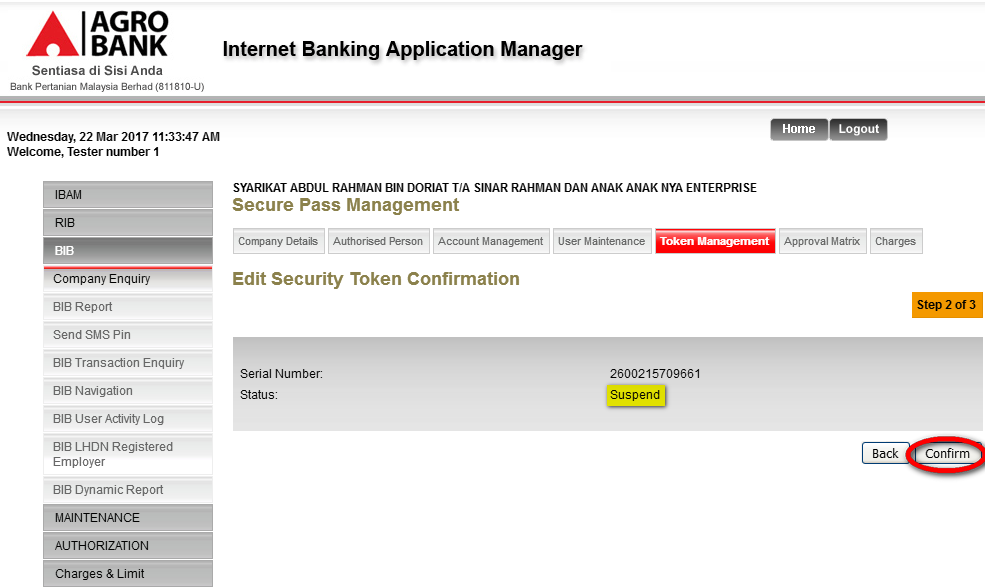 AGRO
BANK
Sentiasa di Sisi Anda
Bank Pertanian Malaysia Berhad (811810-U)
Internet Banking Application Manager
Wednesday, 22 Mar 2017 11:33:47 AM
Welcome, Tester number 1
Home Logout
IBAM
RIB
BIB
Company Enquiry
BIB Report
Send SMS Pin
BIB Transaction Enquiry
BIB Navigation
BIB User Activity Log
BIB LHDN Registered
Employer
BIB Dynamic Report
MAINTENANCE
AUTHORIZATION
Charges & Limit
SYARIKAT ABDUL RAHMAN BIN DORIAT T/A SINAR RAHMAN DAN ANAK ANAK NYA ENTERPRISE
Secure Pass Management
Company Details Authorised Person Account Management User Maintenance Token Management Approval Matrix Charges
Edit Security Token Confirmation
Step 2 of 3
Serial Number: 2600215709661
Status: Suspend
Back Confirm